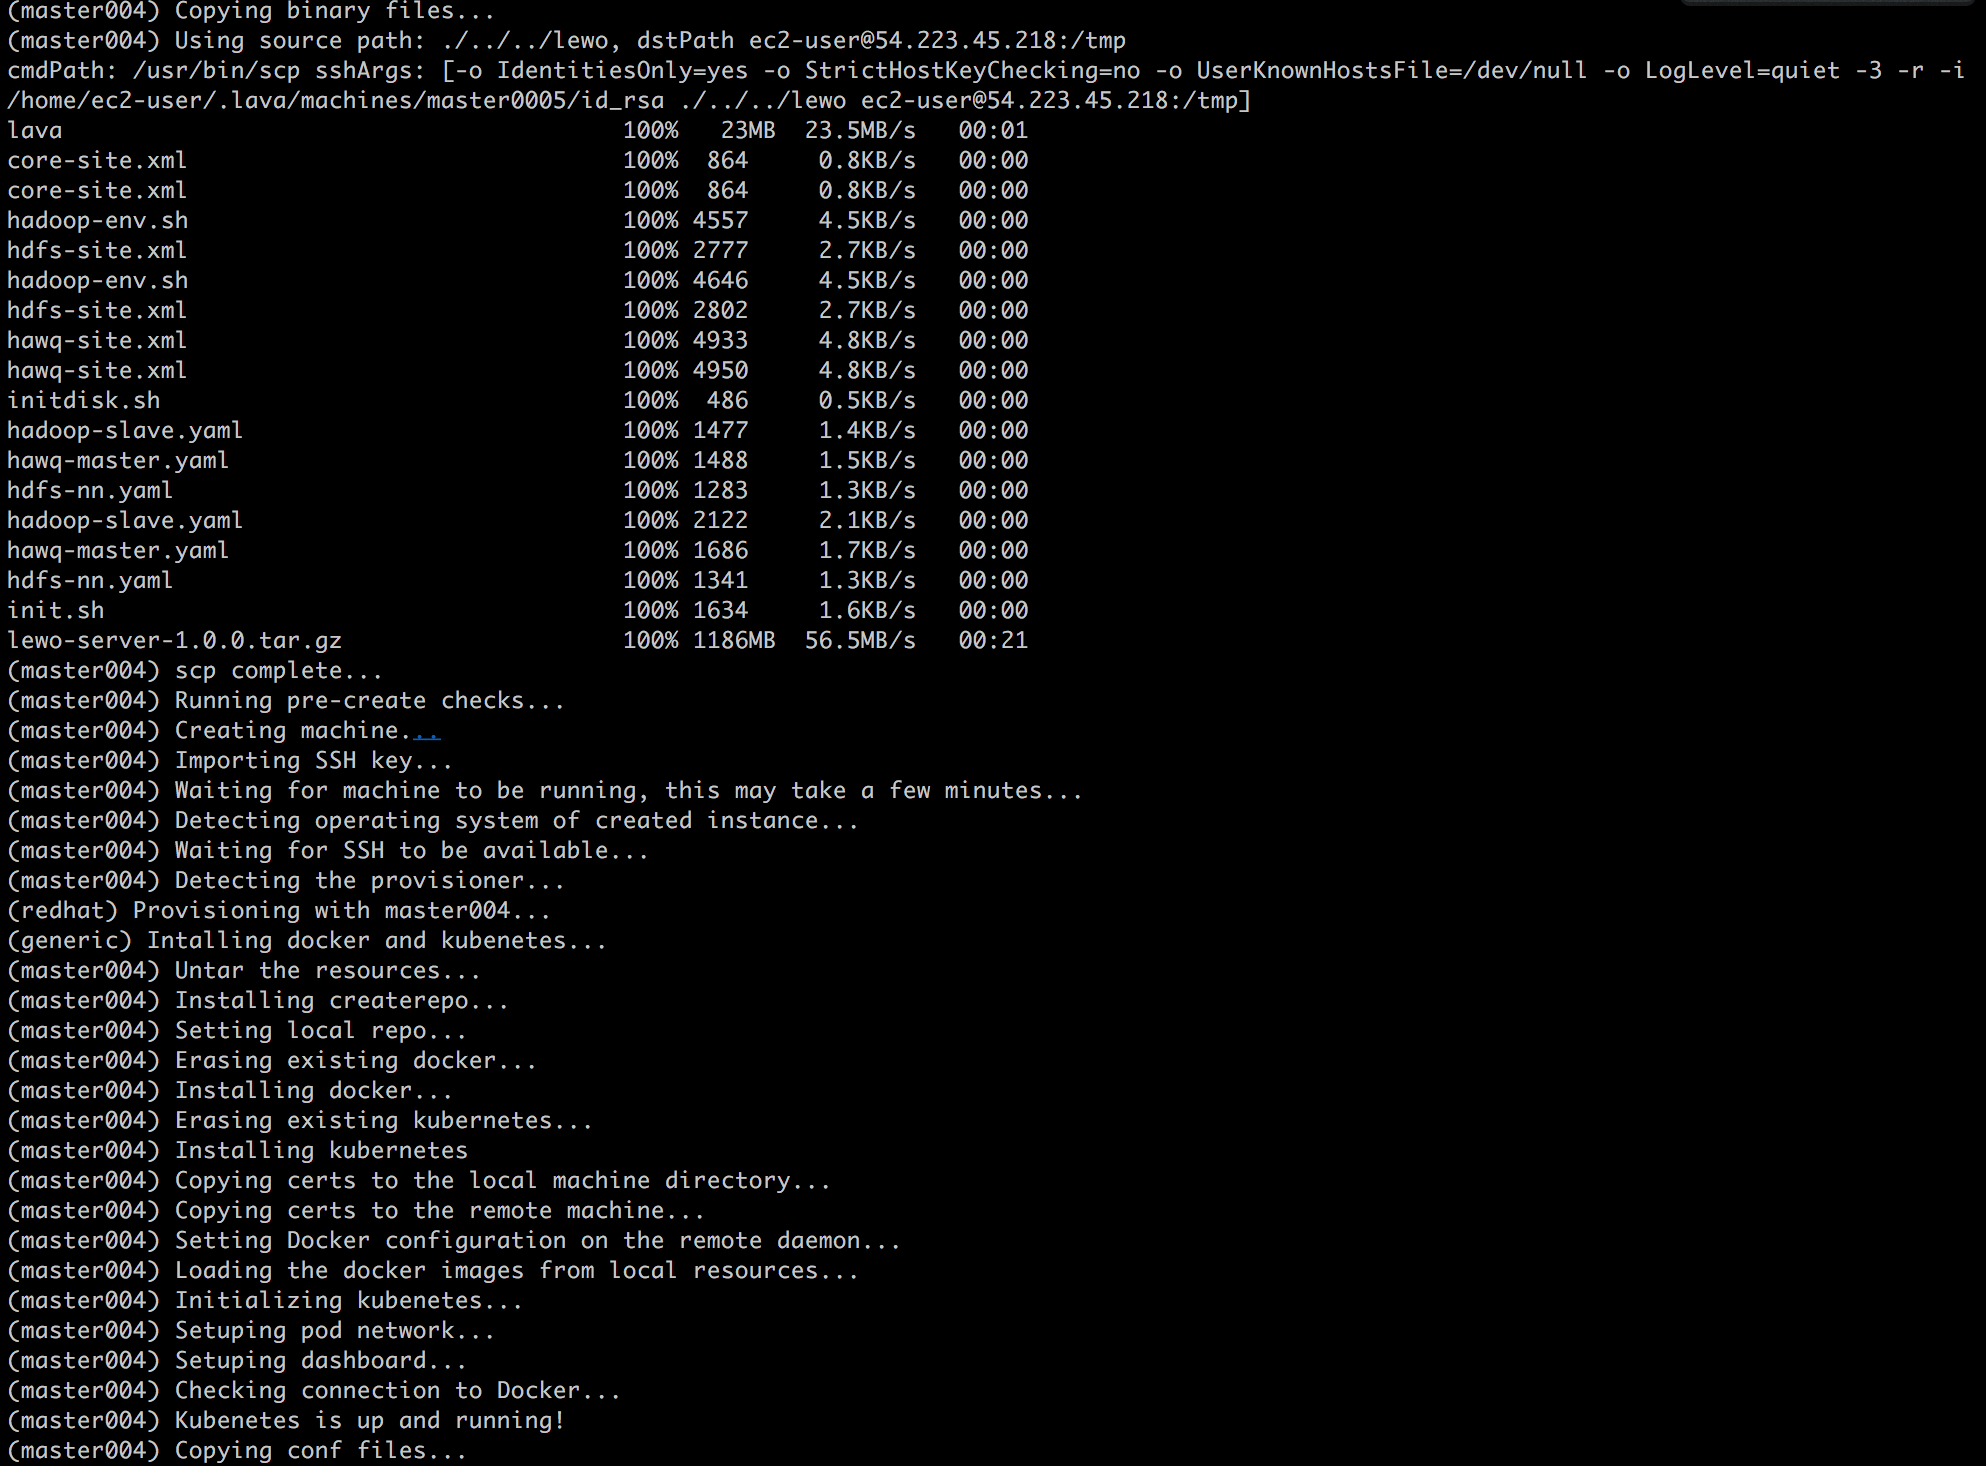 (master004) Copying binary files...
(master004) Using source path: ./../../lewo, dstPath ec2-user@54.223.45.218:/tmp
cmdPath: /usr/bin/scp sshArgs: [-o IdentitiesOnly=yes -o StrictHostKeyChecking=no -o UserKnownHostsFile=/dev/null -o LogLevel=quiet -3 -r -i
/home/ec2-user/.lava/machines/master0005/id_rsa ./../../lewo ec2-user@54.223.45.218:/tmp]
lava 100% 23MB 23.5MB/s 00:01
core-site.xml 100% 864 0.8KB/s 00:00
core-site.xml 100% 864 0.8KB/s 00:00
hadoop-env.sh 100% 4557 4.5KB/s 00:00
hdfs-site.xml 100% 2777 2.7KB/s 00:00
hadoop-env.sh 100% 4646 4.5KB/s 00:00
hdfs-site.xml 100% 2802 2.7KB/s 00:00
hawq-site.xml 100% 4933 4.8KB/s 00:00
hawq-site.xml 100% 4950 4.8KB/s 00:00
initdisk.sh 100% 486 0.5KB/s 00:00
hadoop-slave.yaml 100% 1477 1.4KB/s 00:00
hawq-master.yaml 100% 1488 1.5KB/s 00:00
hdfs-nn.yaml 100% 1283 1.3KB/s 00:00
hadoop-slave.yaml 100% 2122 2.1KB/s 00:00
hawq-master.yaml 100% 1686 1.7KB/s 00:00
hdfs-nn.yaml 100% 1341 1.3KB/s 00:00
init.sh 100% 1634 1.6KB/s 00:00
lewo-server-1.0.0.tar.gz 100% 1186MB 56.5MB/s 00:21
(master004) scp complete...
(master004) Running pre-create checks...
(master004) Creating machine...
(master004) Importing SSH key...
(master004) Waiting for machine to be running, this may take a few minutes...
(master004) Detecting operating system of created instance...
(master004) Waiting for SSH to be available...
(master004) Detecting the provisioner...
(redhat) Provisioning with master004...
(generic) Intalling docker and kubenetes...
(master004) Untar the resources...
(master004) Installing createrepo...
(master004) Setting local repo...
(master004) Erasing existing docker...
(master004) Installing docker...
(master004) Erasing existing kubernetes...
(master004) Installing kubernetes
(master004) Copying certs to the local machine directory...
(master004) Copying certs to the remote machine...
(master004) Setting Docker configuration on the remote daemon...
(master004) Loading the docker images from local resources...
(master004) Initializing kubenetes...
(master004) Setuping pod network...
(master004) Setuping dashboard...
(master004) Checking connection to Docker...
(master004) Kubenetes is up and running!
(master004) Copying conf files...